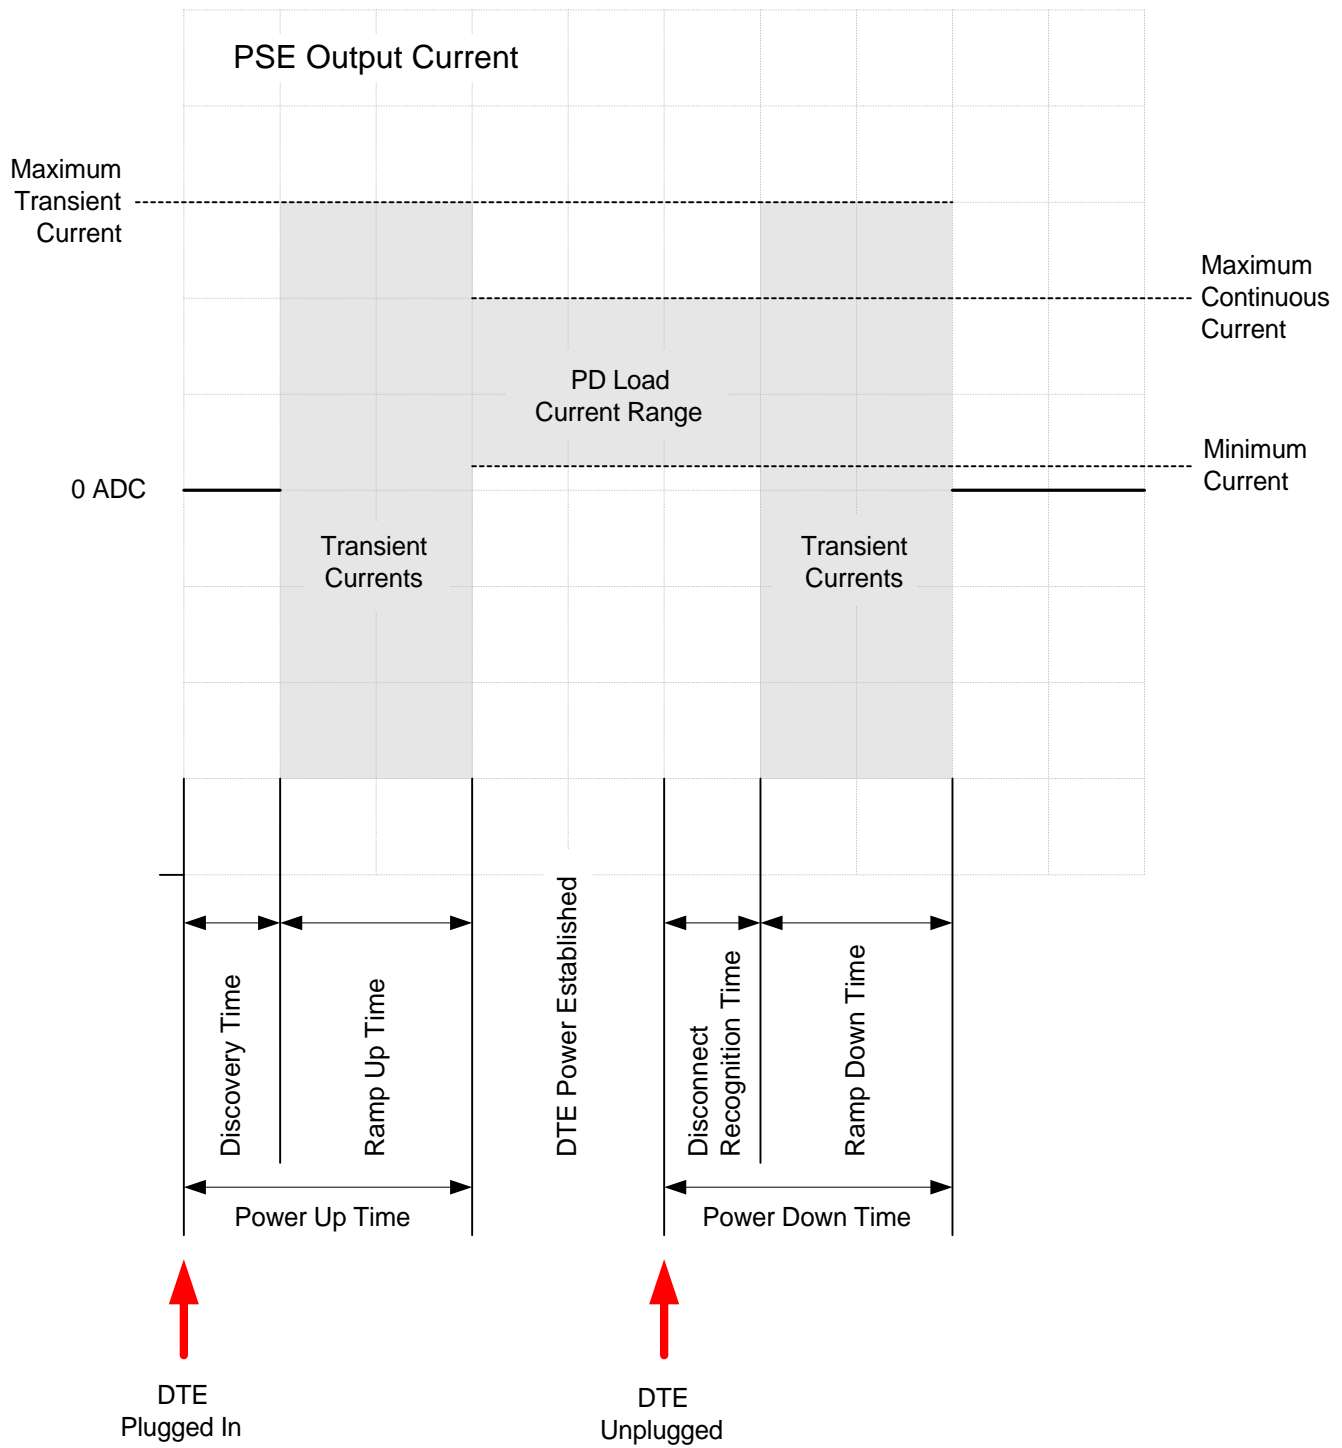 PSE Output Current
Maximum
Transient
Current
Maximum
Continuous
Current
PD Load
Current Range
Minimum
Current
0 ADC
Transient
Currents
Transient
Currents
Discovery Time
Ramp Up Time
DTE Power Established
Disconnect
Recognition Time
Ramp Down Time
Power Up Time
Power Down Time
DTE
Plugged In
DTE
Unplugged